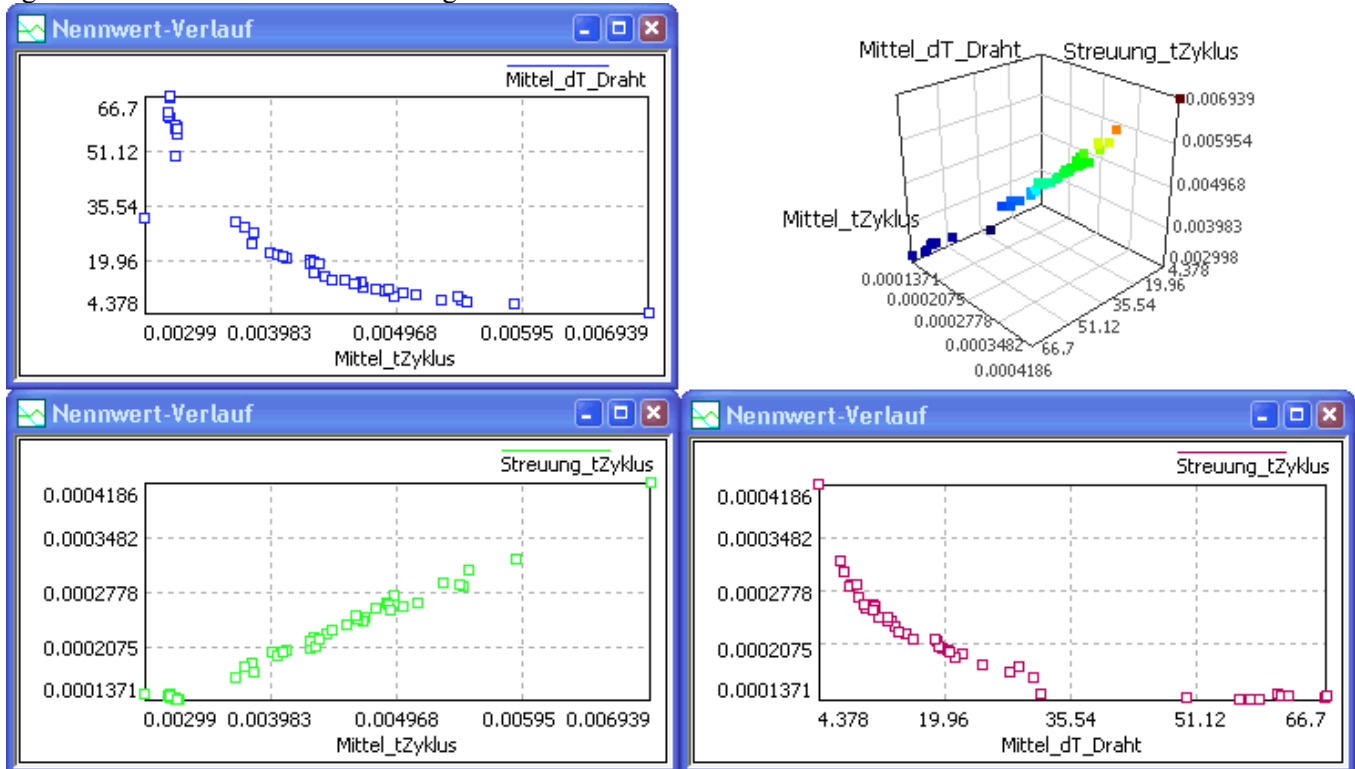 Nennwert-Verlauf
Mittel_dT_Draht
66.7
51.12
35.54
19.96
4.378
0.00299 0.003983 0.004968 0.00595 0.006939
Mittel_tZyklus
Mittel_dT_Draht
Streuung_tZyklus
Mittel_tZyklus
0.006939
0.005954
0.004968
0.003983
0.002998
0.0001371
0.0002075
0.0002778
0.0003482
0.0004186
4.378
19.96
35.54
51.12
66.7
Nennwert-Verlauf
Streuung_tZyklus
0.0004186
0.0003482
0.0002778
0.0002075
0.0001371
0.00299 0.003983 0.004968 0.00595 0.006939
Mittel_tZyklus
Nennwert-Verlauf
Streuung_tZyklus
0.0004186
0.0003482
0.0002778
0.0002075
0.0001371
4.378 19.96 35.54 51.12 66.7
Mittel_dT_Draht